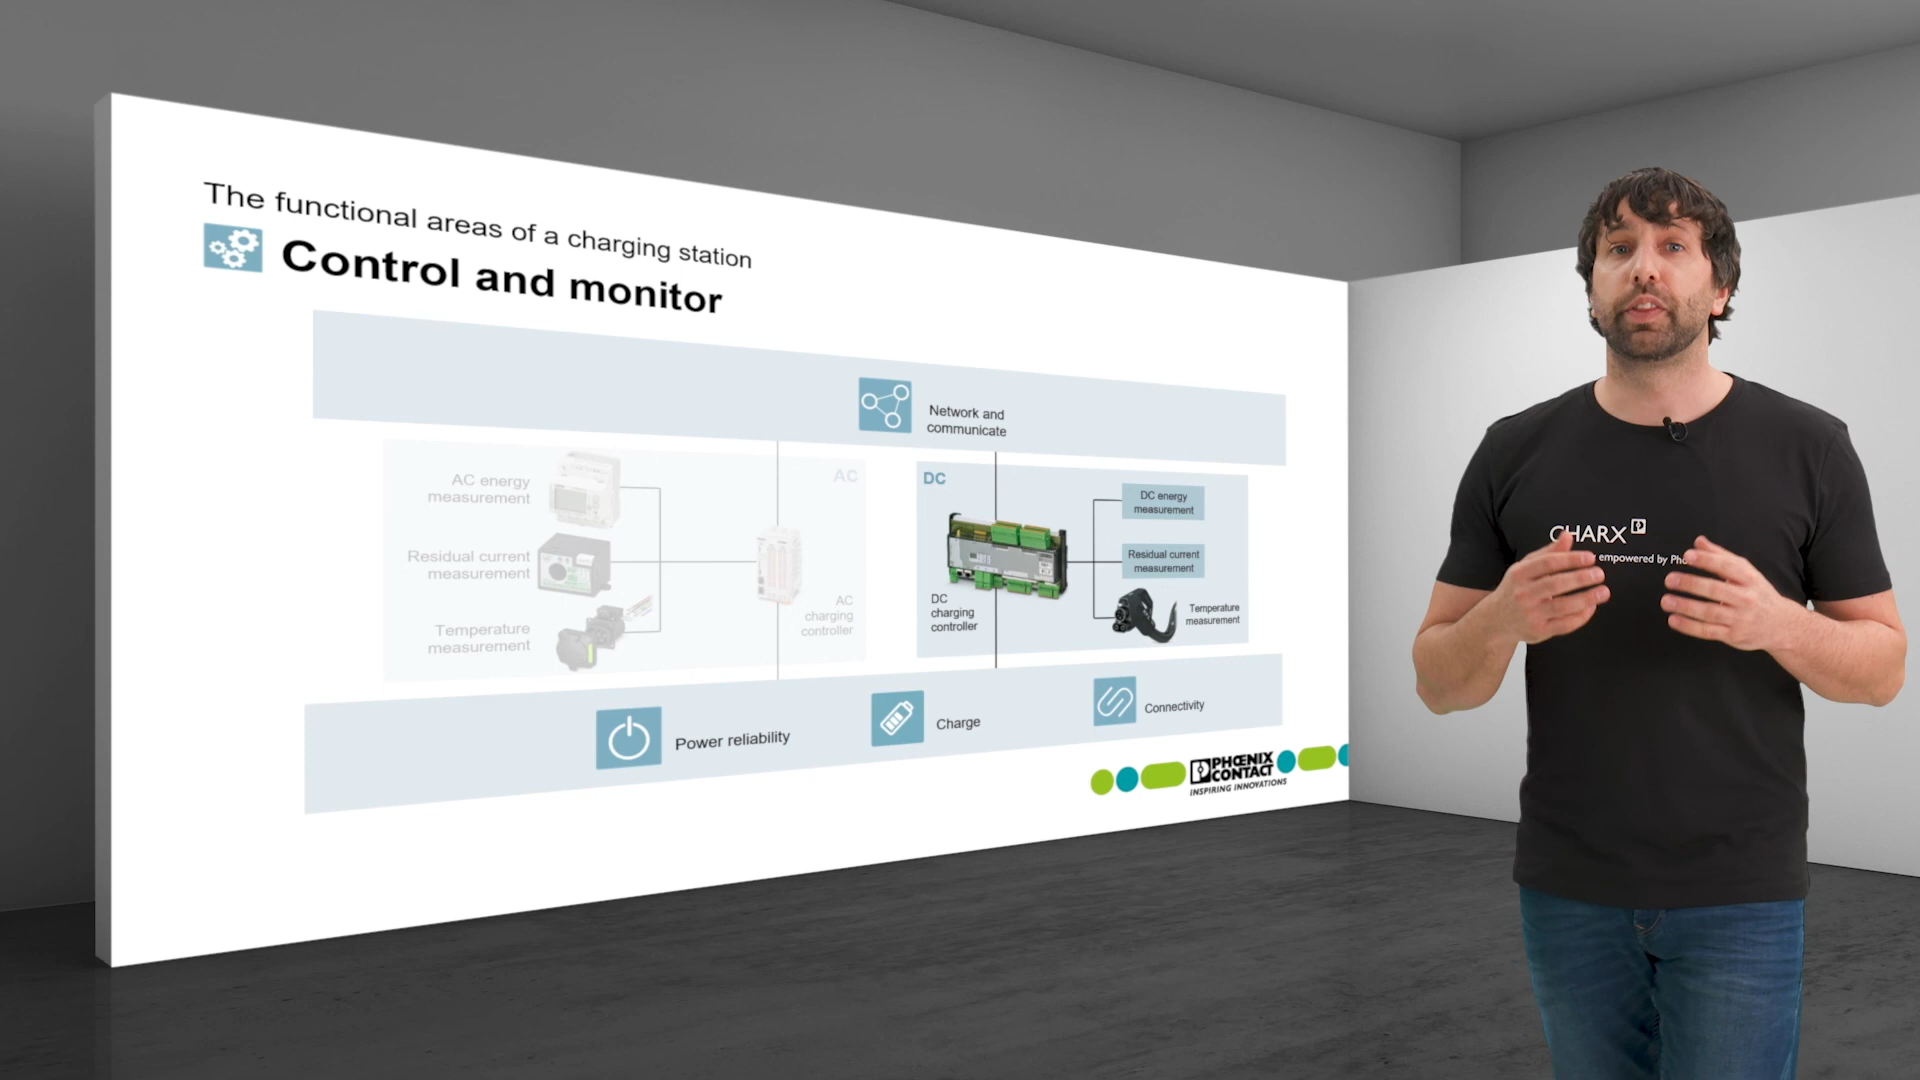 The functional areas of a charging station
Control and monitor
Network and
communicate
AC energy
measurement
Residual current
measurement
Temperature
measurement
AC
AC
charging
controller
DC
DC
charging
controller
DC energy
measurement
Residual current
measurement
Temperature
measurement
Power reliability
Charge
Connectivity
PHŒNIX
CONTACT
INSPIRING INNOVATIONS
CHARX
empowered by